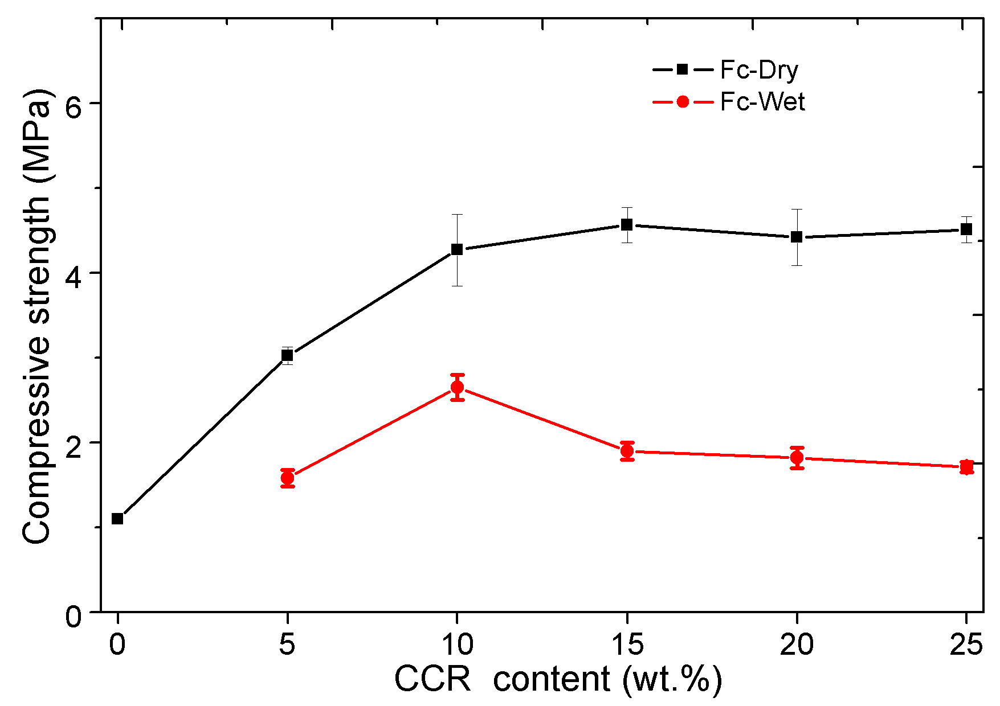 Fc-Dry
Fc-Wet
Compressive strength (MPa)
6
4
2
0
0 5 10 15 20 25
CCR content (wt.%)